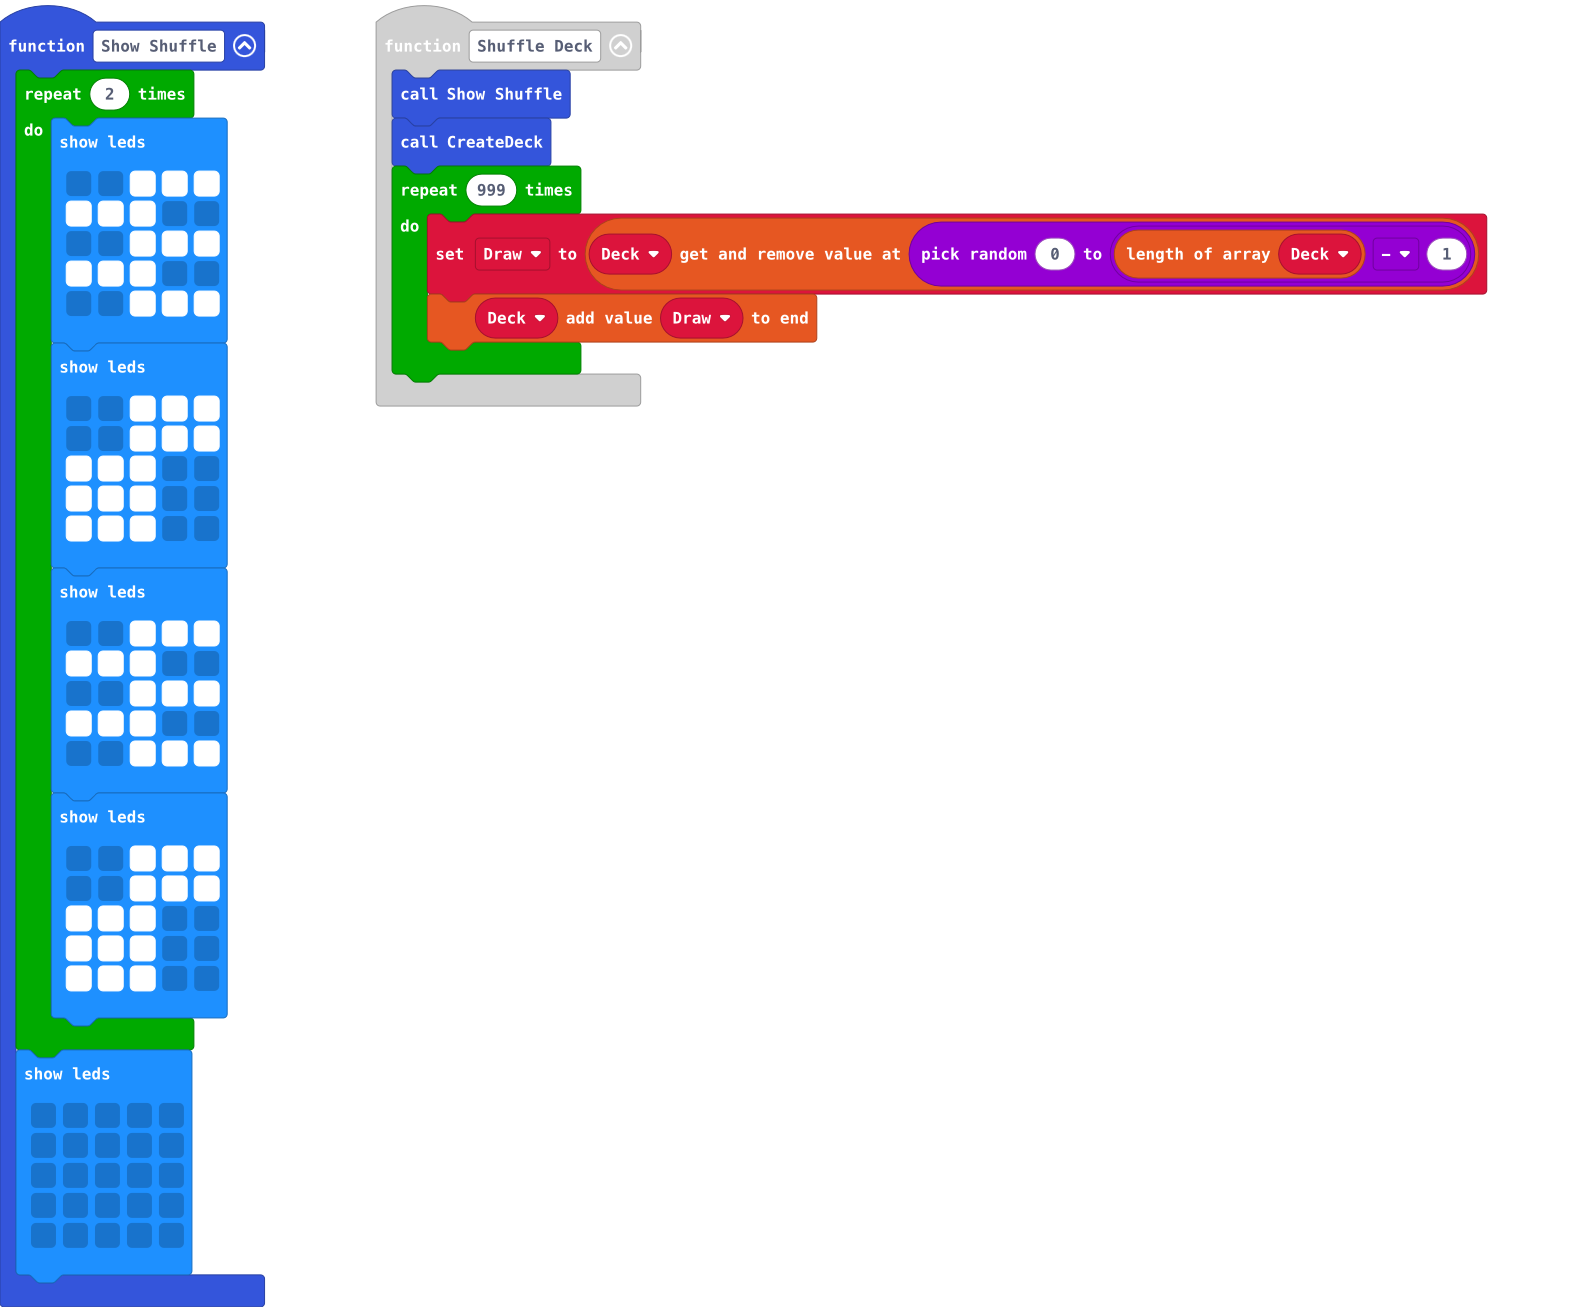 function Show Shuffle
repeat 2 times
do
show leds
show leds
show leds
show leds
show leds
function Shuffle Deck
call Show Shuffle
call CreateDeck
repeat 999 times
do
set Draw to Deck get and remove value at pick random 0 to length of array Deck - 1
Deck add value Draw to end